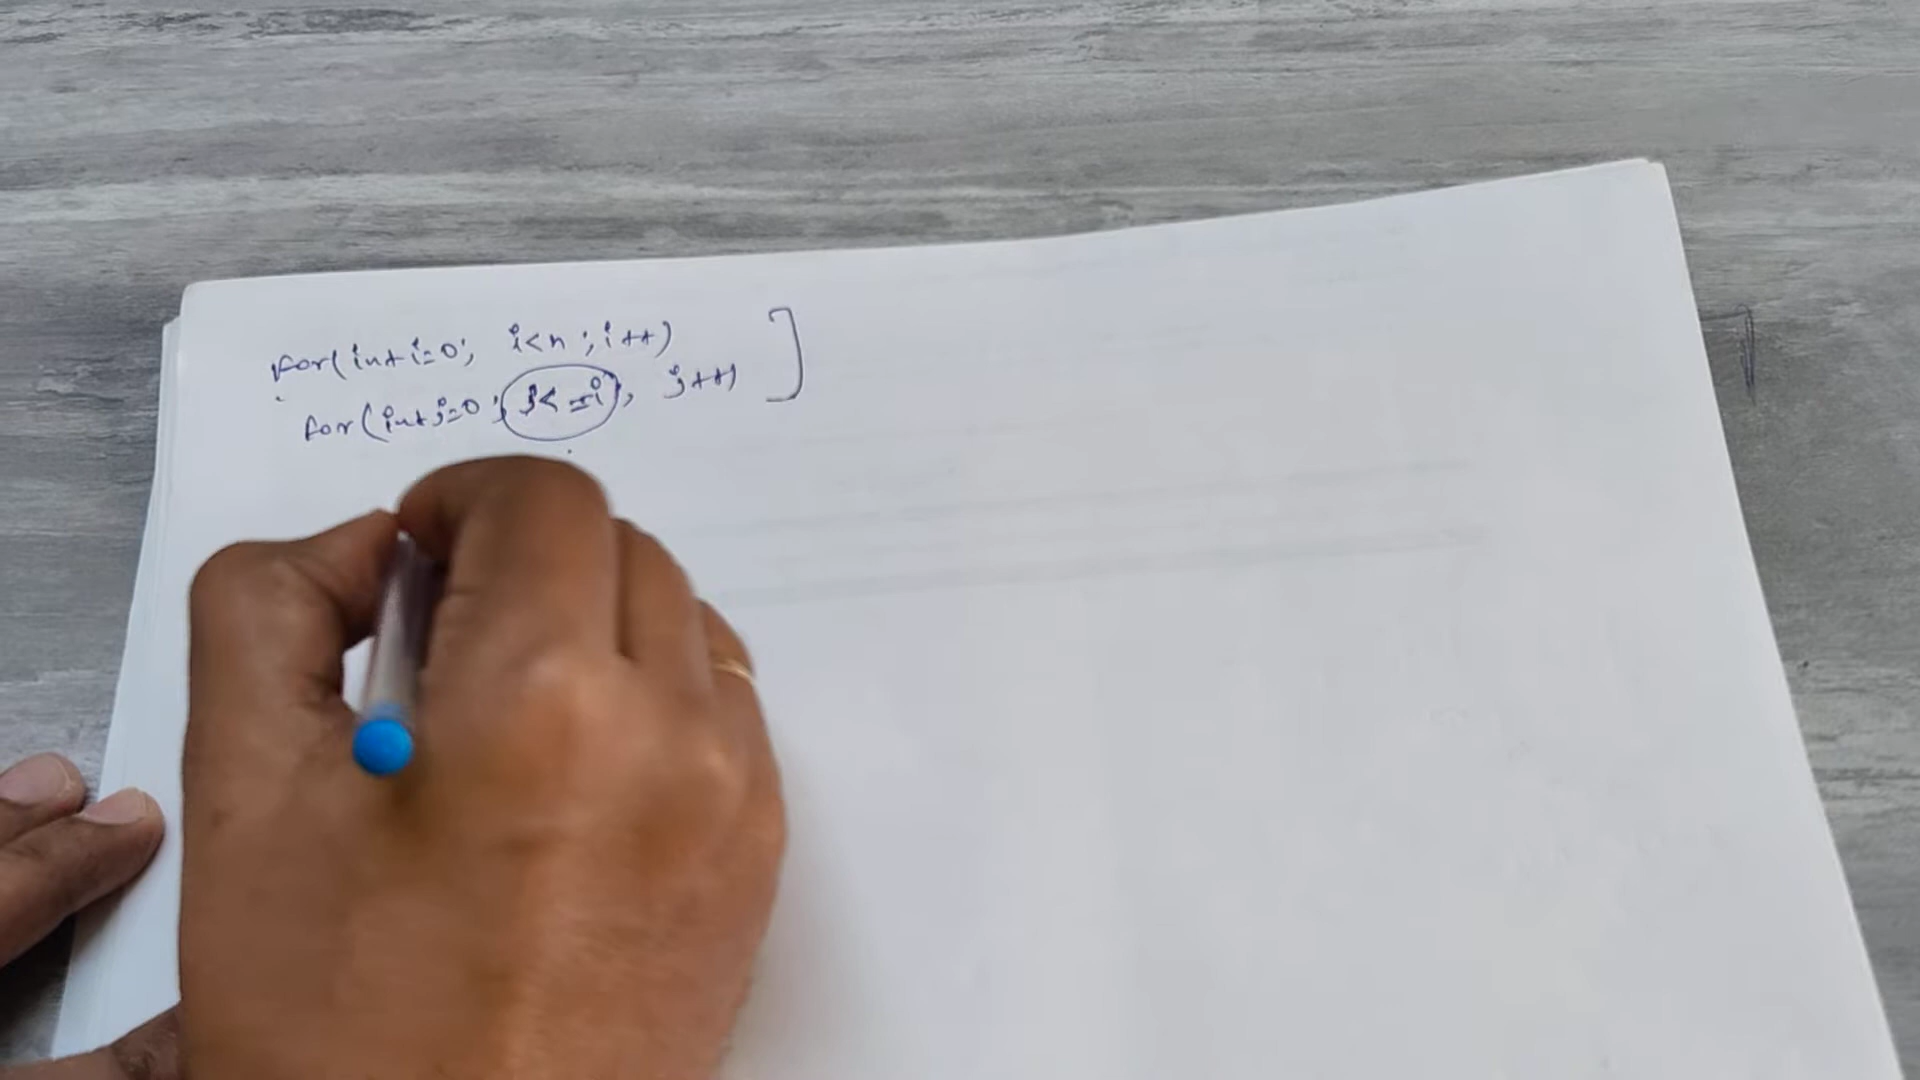 for(int i=0; i<n; i++)
for(int j=0; j<=i; j++)